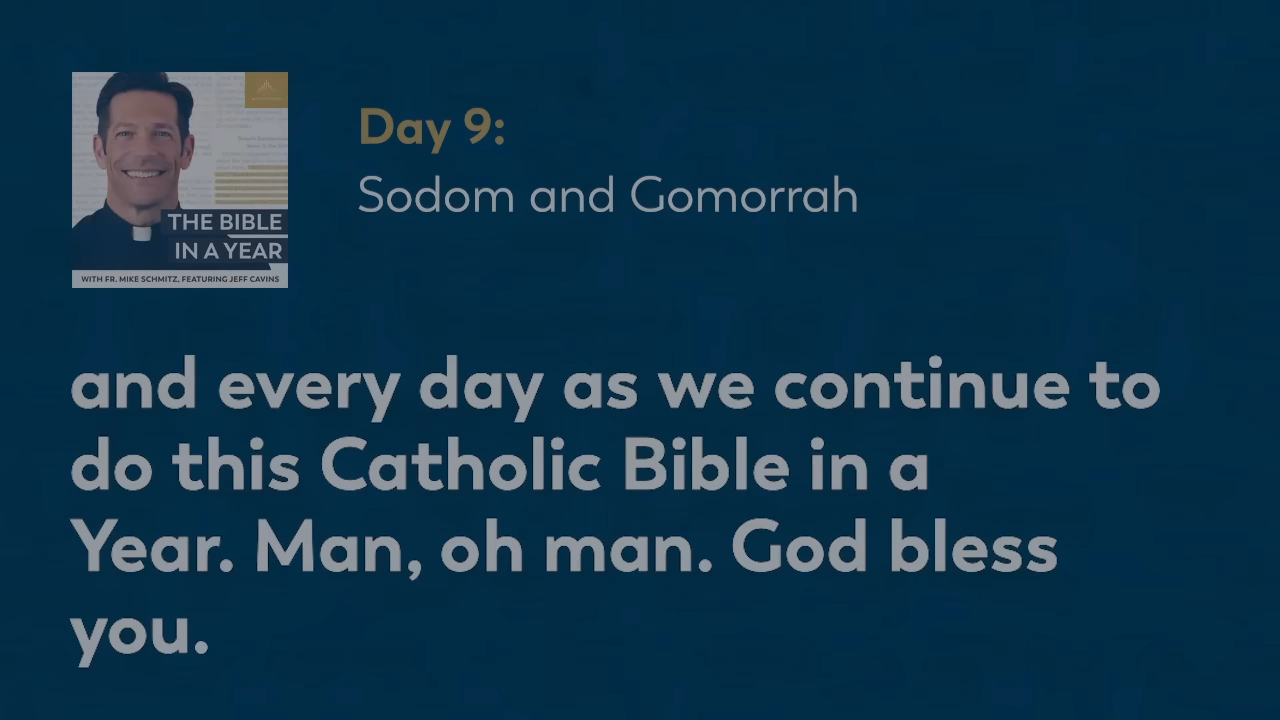 Day 9:
Sodom and Gomorrah
THE BIBLE
IN A YEAR
WITH FR. MIKE SCHMITZ, FEATURING JEFF CAVINS
and every day as we continue to
do this Catholic Bible in a
Year. Man, oh man. God bless
you.